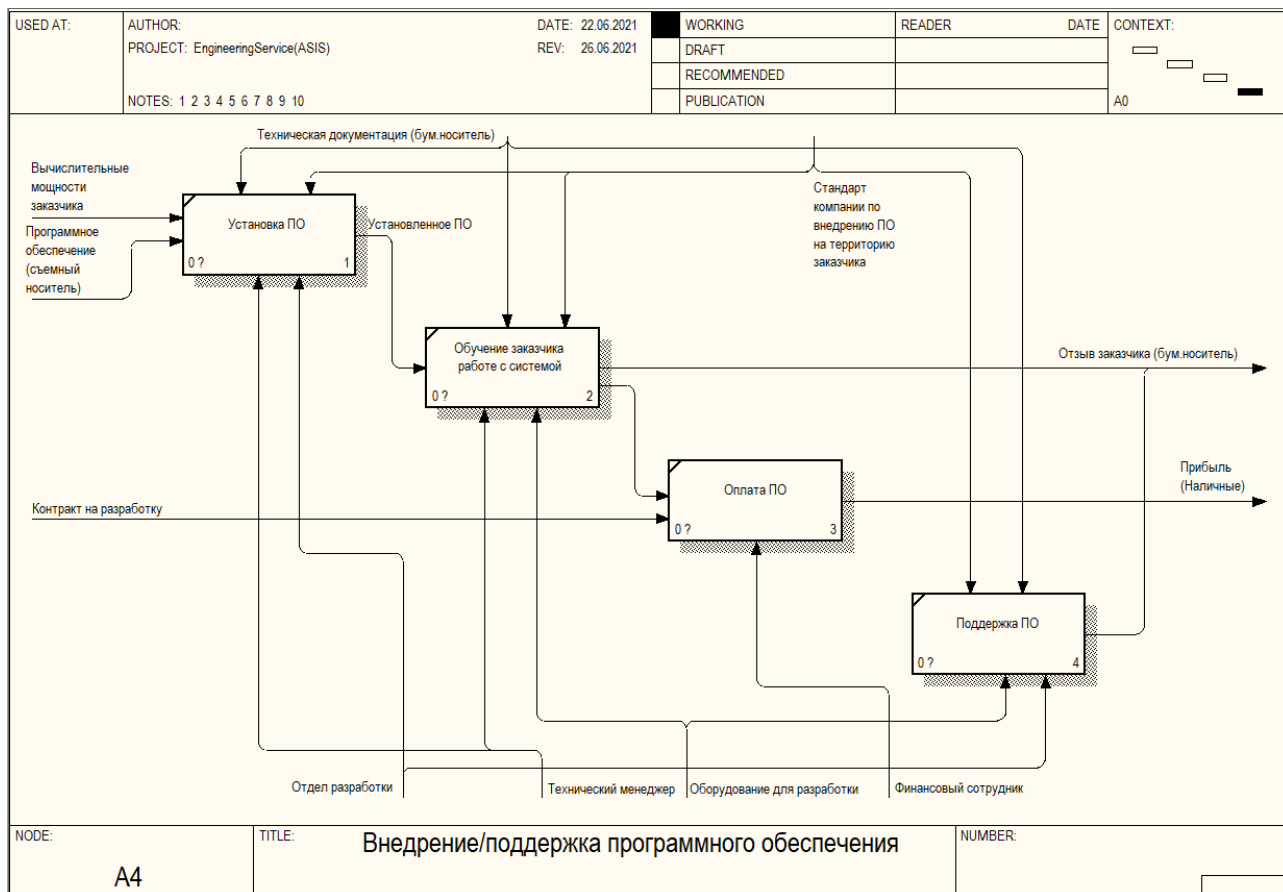 USED AT:
AUTHOR:
DATE: 22.06.2021
PROJECT: EngineeringService(ASIS)
REV: 26.06.2021
NOTES: 1 2 3 4 5 6 7 8 9 10
WORKING
DRAFT
RECOMMENDED
PUBLICATION
READER
DATE
CONTEXT:
A0
Техническая документация (бум.носитель)
Вычислительные
мощности
заказчика
Программное
обеспечение
(съемный
носитель)
Установка ПО
0 ?
1
Установленное ПО
Стандарт
компании по
внедрению ПО
на территорию
заказчика
Обучение заказчика
работе с системой
0 ?
2
Отзыв заказчика (бум.носитель)
Оплата ПО
0 ?
3
Прибыль
(Наличные)
Контракт на разработку
Поддержка ПО
0 ?
4
Отдел разработки
Технический менеджер
Оборудование для разработки
Финансовый сотрудник
NODE:
A4
TITLE:
Внедрение/поддержка программного обеспечения
NUMBER: